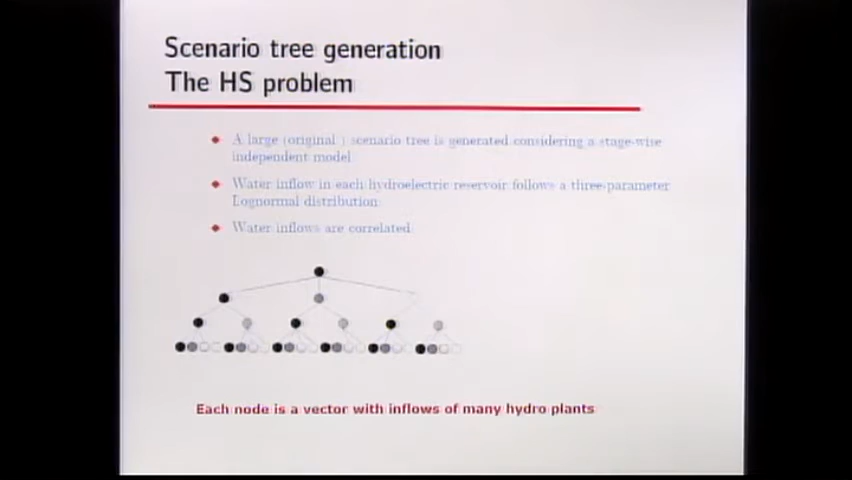 Scenario tree generation
The HS problem
A large (original ) scenario tree is generated considering a stage-wise
independent model.
Water inflow in each hydroelectric reservoir follows a three-parameter
Lognormal distribution.
Water inflows are correlated.
Each node is a vector with inflows of many hydro plants